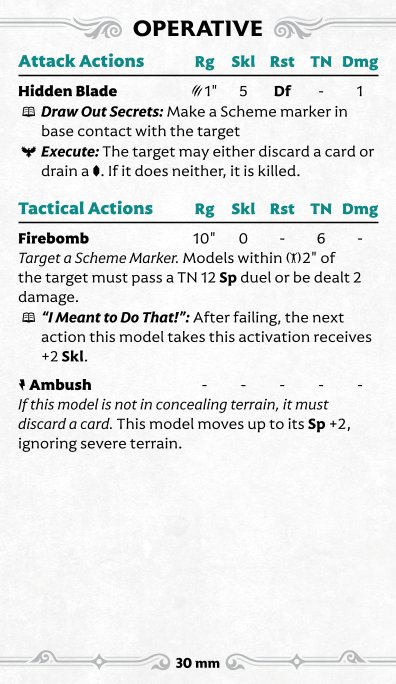 OPERATIVE
Attack Actions Rg Skl Rst TN Dmg
Hidden Blade 1" 5 Df - 1
Draw Out Secrets: Make a Scheme marker in
base contact with the target
Execute: The target may either discard a card or
drain a . If it does neither, it is killed.
Tactical Actions Rg Skl Rst TN Dmg
Firebomb 10" 0 - 6 -
Target a Scheme Marker. Models within 2" of
the target must pass a TN 12 Sp duel or be dealt 2
damage.
“I Meant to Do That!”: After failing, the next
action this model takes this activation receives
+2 Skl.
Ambush - - - - -
If this model is not in concealing terrain, it must
discard a card. This model moves up to its Sp +2,
ignoring severe terrain.
30 mm